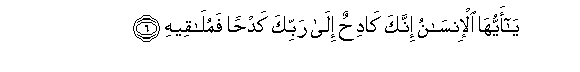 يَـٰٓأَيُّهَا ٱلْإِنسَـٰنُ إِنَّكَ كَادِحٌ إِلَىٰ رَبِّكَ كَدْحًا فَمُلَـٰقِيهِ ۝٦